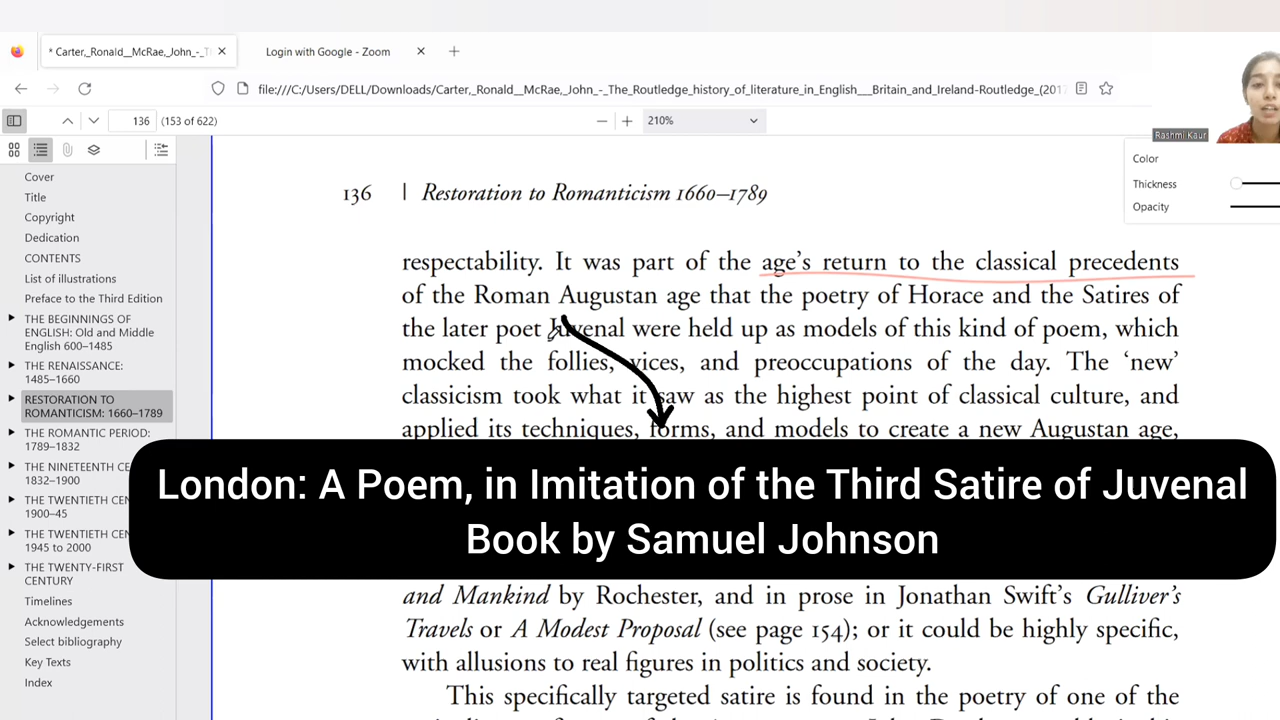 * Carter,_Ronald__McRae,_John_-_T
Login with Google - Zoom
file:///C:/Users/DELL/Downloads/Carter,_Ronald__McRae,_John_-_The_Routledge_history_of_literature_in_English___Britain_and_Ireland-Routledge_(2017
136 (153 of 622)
210%
Rashmi Kaur
Color
Thickness
Opacity
Cover
Title
Copyright
Dedication
CONTENTS
List of illustrations
Preface to the Third Edition
THE BEGINNINGS OF
ENGLISH: Old and Middle
English 600–1485
THE RENAISSANCE:
1485–1660
RESTORATION TO
ROMANTICISM: 1660–1789
THE ROMANTIC PERIOD:
1789–1832
THE NINETEENTH CE
1832–1900
THE TWENTIETH CEN
1900–45
THE TWENTIETH CEN
1945 to 2000
THE TWENTY-FIRST
CENTURY
Timelines
Acknowledgements
Select bibliography
Key Texts
Index
136 | Restoration to Romanticism 1660–1789
respectability. It was part of the age’s return to the classical precedents
of the Roman Augustan age that the poetry of Horace and the Satires of
the later poet Juvenal were held up as models of this kind of poem, which
mocked the follies, vices, and preoccupations of the day. The ‘new’
classicism took what it saw as the highest point of classical culture, and
applied its techniques, forms, and models to create a new Augustan age,
London: A Poem, in Imitation of the Third Satire of Juvenal
Book by Samuel Johnson
and Mankind by Rochester, and in prose in Jonathan Swift’s Gulliver’s
Travels or A Modest Proposal (see page 154); or it could be highly specific,
with allusions to real figures in politics and society.
This specifically targeted satire is found in the poetry of one of the